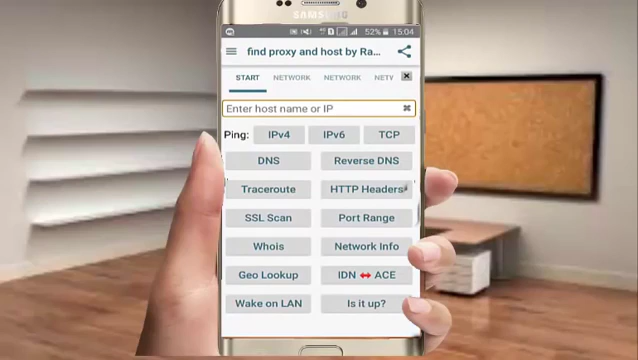 SAMSUNG
52% 15:04
find proxy and host by Ra...
START NETWORK NETWORK NETV
Enter host name or IP
Ping: IPv4 IPv6 TCP
DNS Reverse DNS
Traceroute HTTP Headers
SSL Scan Port Range
Whois Network Info
Geo Lookup IDN ↔ ACE
Wake on LAN Is it up?